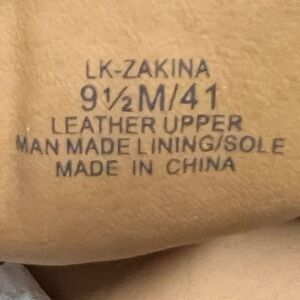 LK-ZAKINA
9½M/41
LEATHER UPPER
MAN MADE LINING/SOLE
MADE IN CHINA